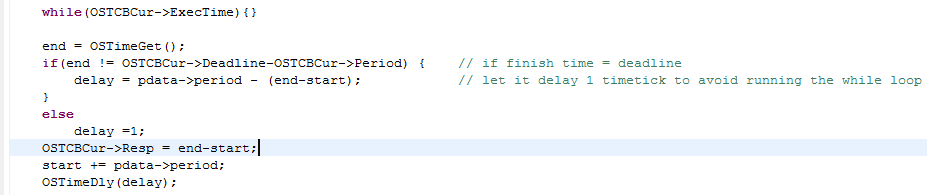 while(OSTCBCur->ExecTime){}
end = OSTimeGet();
if(end != OSTCBCur->Deadline-OSTCBCur->Period) {    // if finish time = deadline
    delay = pdata->period - (end-start);            // let it delay 1 timetick to avoid running the while loop
}
else
    delay =1;
OSTCBCur->Resp = end-start;
start += pdata->period;
OSTimeDly(delay);